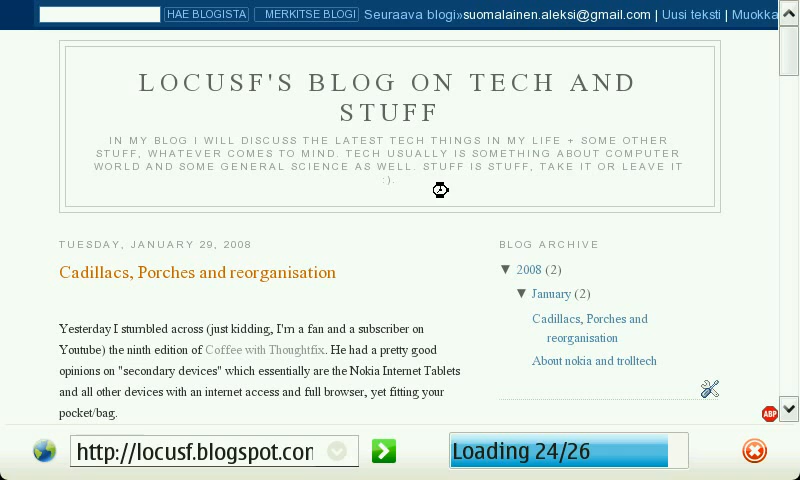 HAE BLOGISTA MERKITSE BLOGI Seuraava blogi» suomalainen.aleksi@gmail.com | Uusi teksti | Muokka
LOCUSF'S BLOG ON TECH AND
STUFF
IN MY BLOG I WILL DISCUSS THE LATEST TECH THINGS IN MY LIFE + SOME OTHER
STUFF, WHATEVER COMES TO MIND. TECH USUALLY IS SOMETHING ABOUT COMPUTER
WORLD AND SOME GENERAL SCIENCE AS WELL. STUFF IS STUFF, TAKE IT OR LEAVE IT
:).
TUESDAY, JANUARY 29, 2008
Cadillacs, Porches and reorganisation
Yesterday I stumbled across (just kidding, I'm a fan and a subscriber on
Youtube) the ninth edition of Coffee with Thoughtfix. He had a pretty good
opinions on "secondary devices" which essentially are the Nokia Internet Tablets
and all other devices with an internet access and full browser, yet fitting your
pocket/bag.
BLOG ARCHIVE
▼ 2008 (2)
▼ January (2)
Cadillacs, Porches and
reorganisation
About nokia and trolltech
ABP
http://locusf.blogspot.com
Loading 24/26